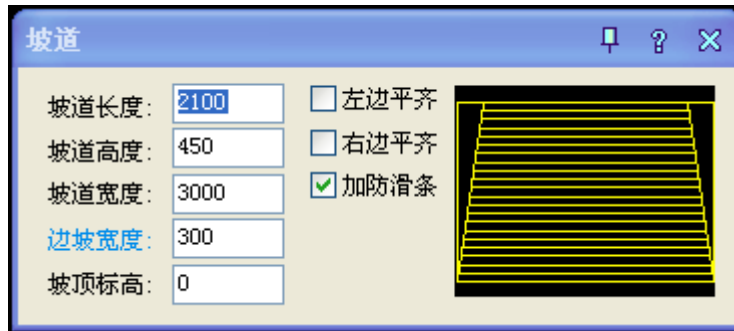 坡道
坡道长度: 2100
坡道高度: 450
坡道宽度: 3000
边坡宽度: 300
坡顶标高: 0
左边平齐
右边平齐
加防滑条